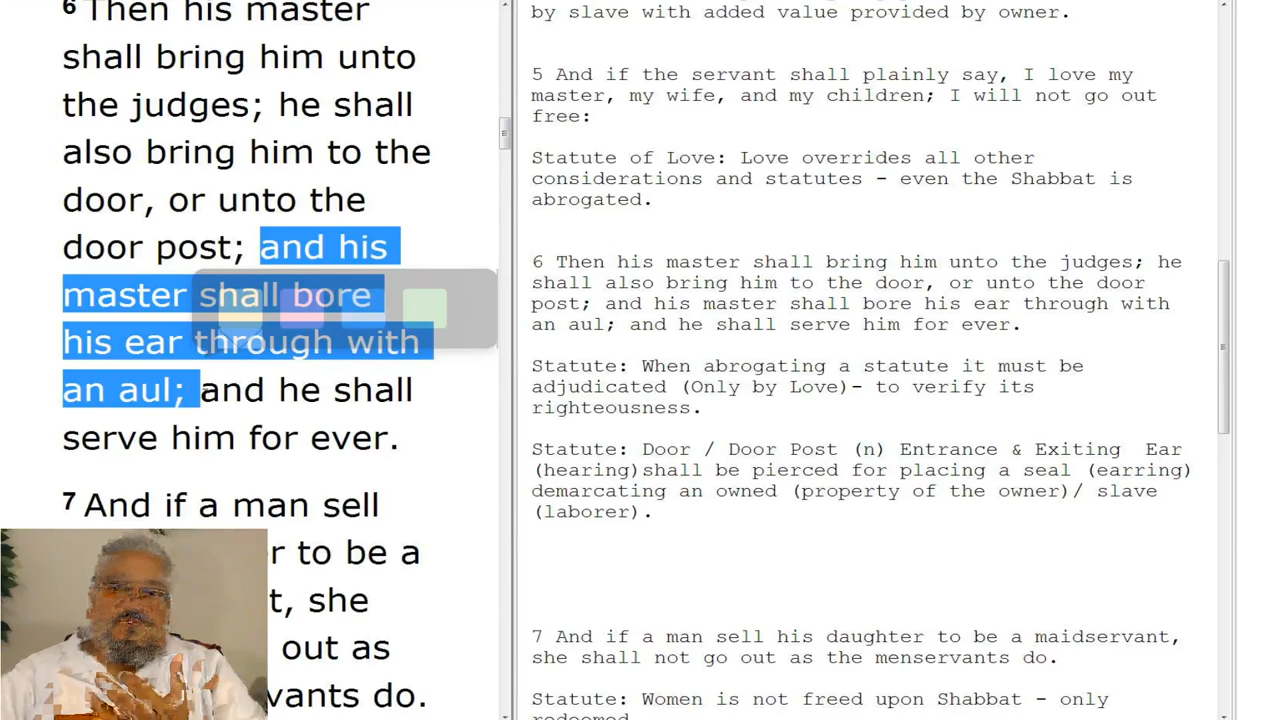 6 Then his master
shall bring him unto
the judges; he shall
also bring him to the
door, or unto the
door post; and his
master shall bore
his ear through with
an aul; and he shall
serve him for ever.
7 And if a man sell
r to be a
t, she
out as
vants do.
by slave with added value provided by owner.
5 And if the servant shall plainly say, I love my
master, my wife, and my children; I will not go out
free:
Statute of Love: Love overrides all other
considerations and statutes - even the Shabbat is
abrogated.
6 Then his master shall bring him unto the judges; he
shall also bring him to the door, or unto the door
post; and his master shall bore his ear through with
an aul; and he shall serve him for ever.
Statute: When abrogating a statute it must be
adjudicated (Only by Love)- to verify its
righteousness.
Statute: Door / Door Post (n) Entrance & Exiting  Ear
(hearing)shall be pierced for placing a seal (earring)
demarcating an owned (property of the owner)/ slave
(laborer).
7 And if a man sell his daughter to be a maidservant,
she shall not go out as the menservants do.
Statute: Women is not freed upon Shabbat - only
redeemed